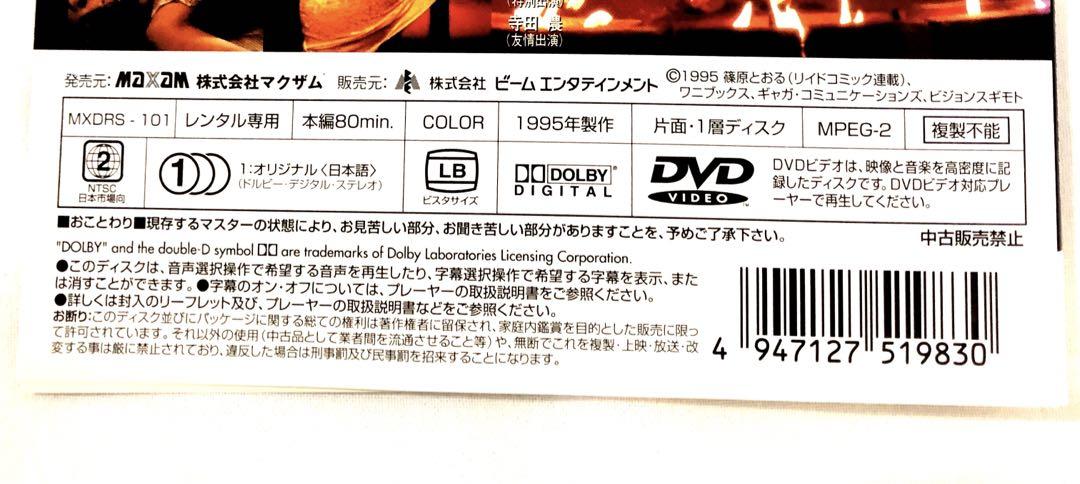 (特別出演)
寺田 農
(友情出演)
発売元: MAXAM 株式会社マクザム 販売元: 株式会社 ビーム エンタテインメント ©1995 篠原とおる(リイドコミック連載)、
ワニブックス、ギャガ・コミュニケーションズ、ビジョンスギモト
MXDRS - 101 レンタル専用 本編80min. COLOR 1995年製作 片面・1層ディスク MPEG-2 複製不能
2
NTSC
日本市場向
1
1:オリジナル〈日本語〉
(ドルビー・デジタル・ステレオ)
LB
ビスタサイズ
DOLBY
DIGITAL
DVD
VIDEO
DVDビデオは、映像と音楽を高密度に記
録したディスクです。DVDビデオ対応プレ
ーヤーで再生してください。
■おことわり■現存するマスターの状態により、お見苦しい部分、お聞き苦しい部分がありますことを、予めご了承下さい。
中古販売禁止
"DOLBY" and the double-D symbol are trademarks of Dolby Laboratories Licensing Corporation.
●このディスクは、音声選択操作で希望する音声を再生したり、字幕選択操作で希望する字幕を表示、また
は消すことができます。●字幕のオン・オフについては、プレーヤーの取扱説明書をご参照ください。
●詳しくは封入のリーフレット及び、プレーヤーの取扱説明書などをご参照ください。
お断り:このディスク並びにパッケージに関する総ての権利は著作権者に留保され、家庭内鑑賞を目的とした販売に限っ
て許可されています。それ以外の使用(中古品として業者間を流通させること等)や、無断でこれを複製・上映・放送・改
変する事は厳に禁止されており、違反した場合は刑事罰及び民事罰を招来することになります。
4 947127 519830